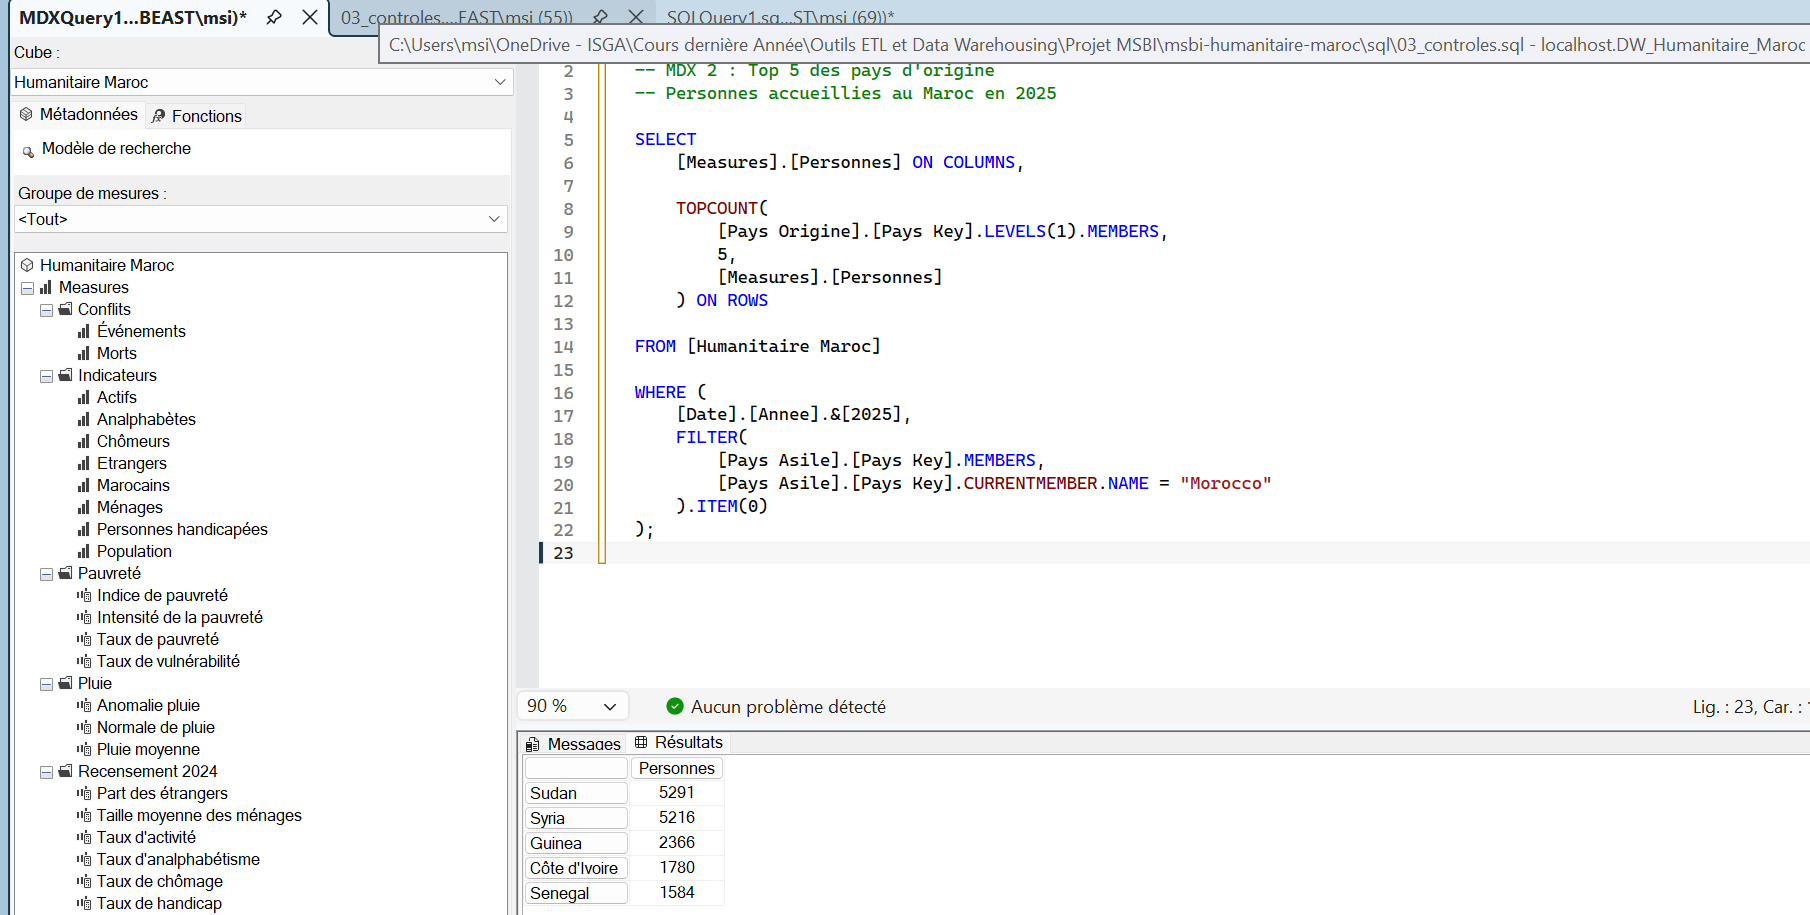 MDXQuery1...BEAST\msi)*
03_controles....EAST\msi (55))
SQLQuery1.sq...ST\msi (69))*
C:\Users\msi\OneDrive - ISGA\Cours dernière Année\Outils ETL et Data Warehousing\Projet MSBI\msbi-humanitaire-maroc\sql\03_controles.sql - localhost.DW_Humanitaire_Maroc
Cube :
Humanitaire Maroc
Métadonnées
Fonctions
Modèle de recherche
Groupe de mesures :
<Tout>
Humanitaire Maroc
Measures
Conflits
Événements
Morts
Indicateurs
Actifs
Analphabètes
Chômeurs
Etrangers
Marocains
Ménages
Personnes handicapées
Population
Pauvreté
Indice de pauvreté
Intensité de la pauvreté
Taux de pauvreté
Taux de vulnérabilité
Pluie
Anomalie pluie
Normale de pluie
Pluie moyenne
Recensement 2024
Part des étrangers
Taille moyenne des ménages
Taux d'activité
Taux d'analphabétisme
Taux de chômage
Taux de handicap
2 -- MDX 2 : Top 5 des pays d'origine
3 -- Personnes accueillies au Maroc en 2025
4
5 SELECT
6 [Measures].[Personnes] ON COLUMNS,
7
8 TOPCOUNT(
9 [Pays Origine].[Pays Key].LEVELS(1).MEMBERS,
10 5,
11 [Measures].[Personnes]
12 ) ON ROWS
13
14 FROM [Humanitaire Maroc]
15
16 WHERE (
17 [Date].[Annee].&[2025],
18 FILTER(
19 [Pays Asile].[Pays Key].MEMBERS,
20 [Pays Asile].[Pays Key].CURRENTMEMBER.NAME = "Morocco"
21 ).ITEM(0)
22 );
23
90 %
Aucun problème détecté
Lig. : 23, Car. :
Messages
Résultats
Personnes
Sudan 5291
Syria 5216
Guinea 2366
Côte d'Ivoire 1780
Senegal 1584